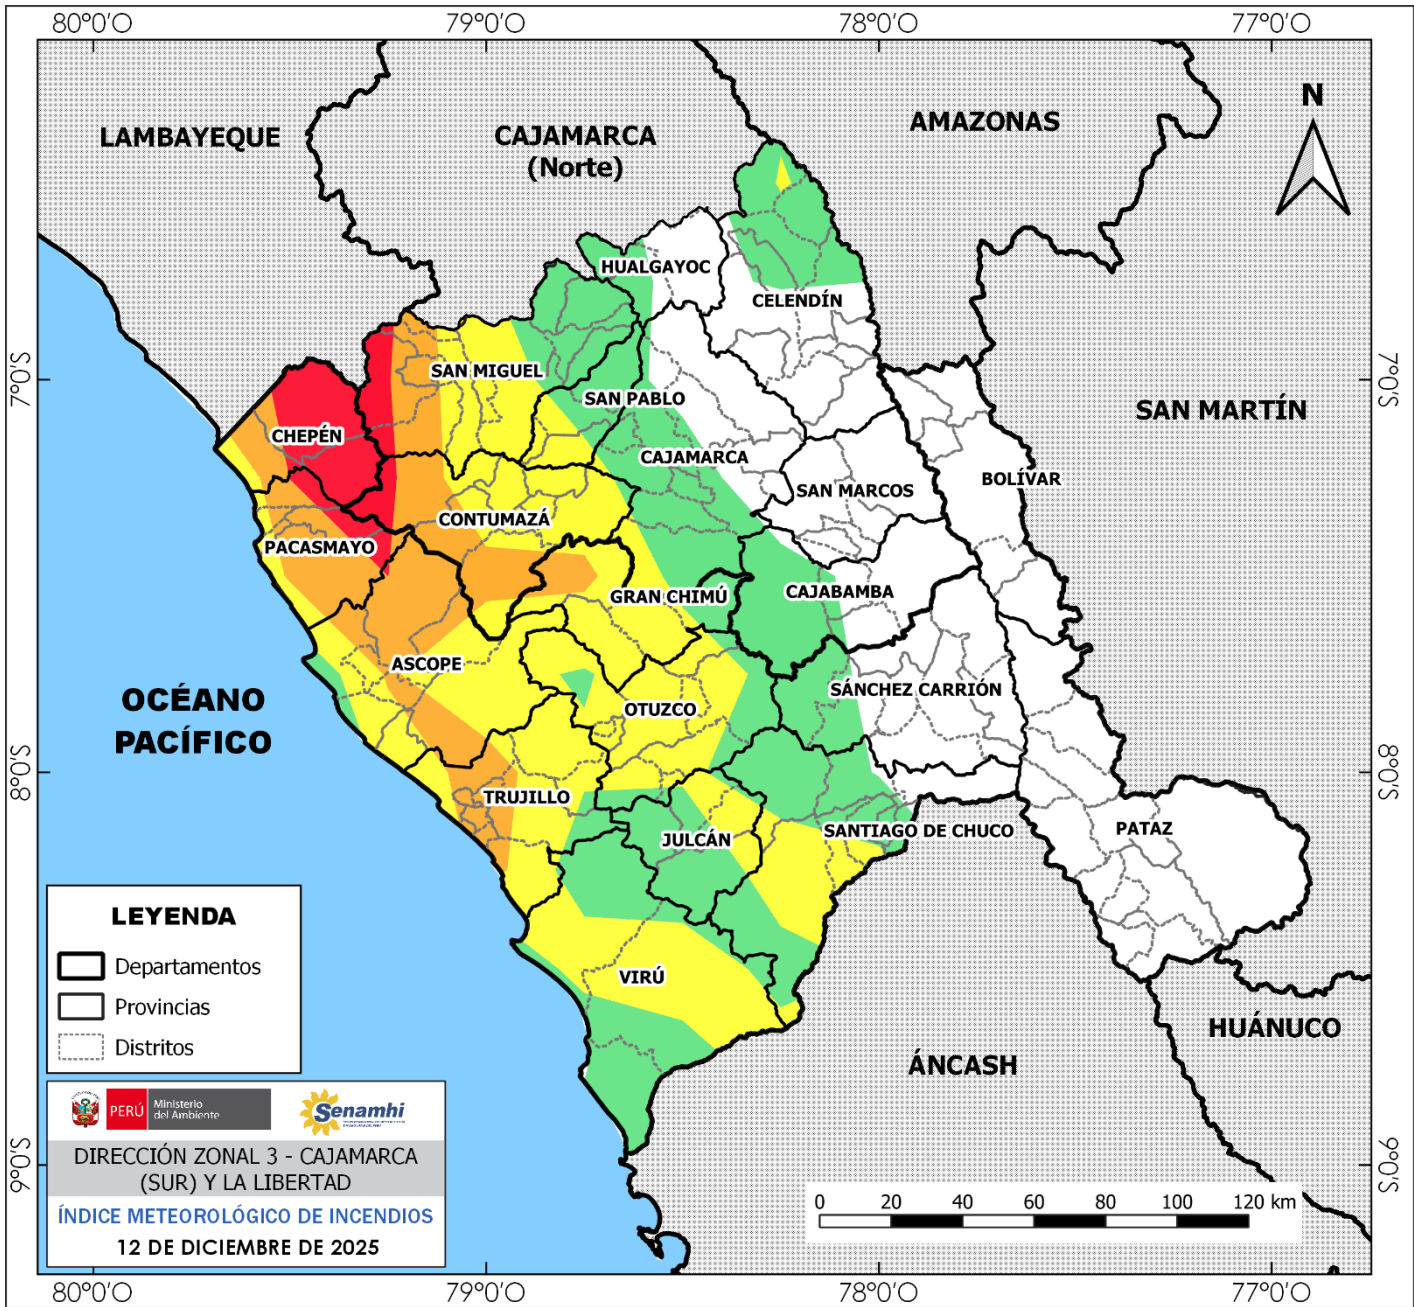 80°0'O
79°0'O
78°0'O
77°0'O
N
LAMBAYEQUE
CAJAMARCA
(Norte)
AMAZONAS
HUALGAYOC
CELENDÍN
7°0'S
7°0'S
SAN MIGUEL
SAN PABLO
SAN MARTÍN
CHEPÉN
CAJAMARCA
SAN MARCOS
BOLÍVAR
CONTUMAZÁ
PACASMAYO
GRAN CHIMÚ
CAJABAMBA
ASCOPE
SÁNCHEZ CARRIÓN
OCÉANO
PACÍFICO
OTUZCO
8°0'S
8°0'S
TRUJILLO
JULCÁN
SANTIAGO DE CHUCO
PATAZ
VIRÚ
HUÁNUCO
ÁNCASH
LEYENDA
Departamentos
Provincias
Distritos
PERÚ
Ministerio
del Ambiente
Senamhi
DIRECCIÓN ZONAL 3 - CAJAMARCA
(SUR) Y LA LIBERTAD
ÍNDICE METEOROLÓGICO DE INCENDIOS
12 DE DICIEMBRE DE 2025
9°0'S
9°0'S
0 20 40 60 80 100 120 km
80°0'O
79°0'O
78°0'O
77°0'O